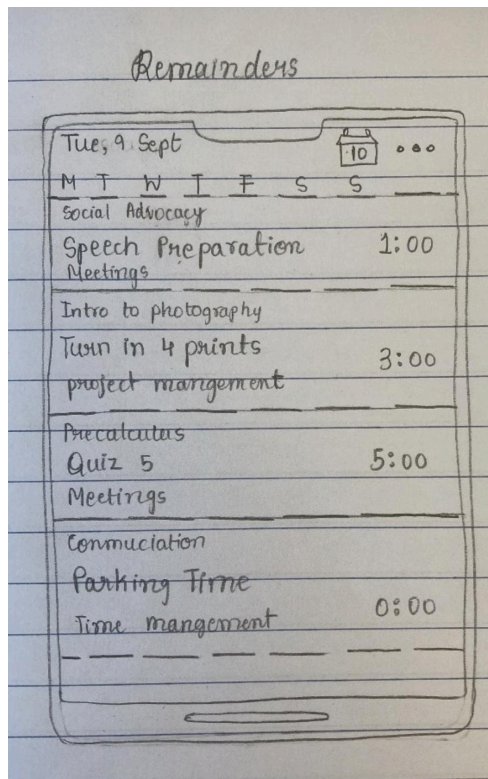 Remainders
Tue, 9 Sept 10 ...
M T W T F S S
Social Advocacy
Speech Preparation 1:00
Meetings
Intro to photography
Turn in 4 prints 3:00
project mangement
Precalculus
Quiz 5 5:00
Meetings
Conmuciation
Parking Time
Time mangement 0:00